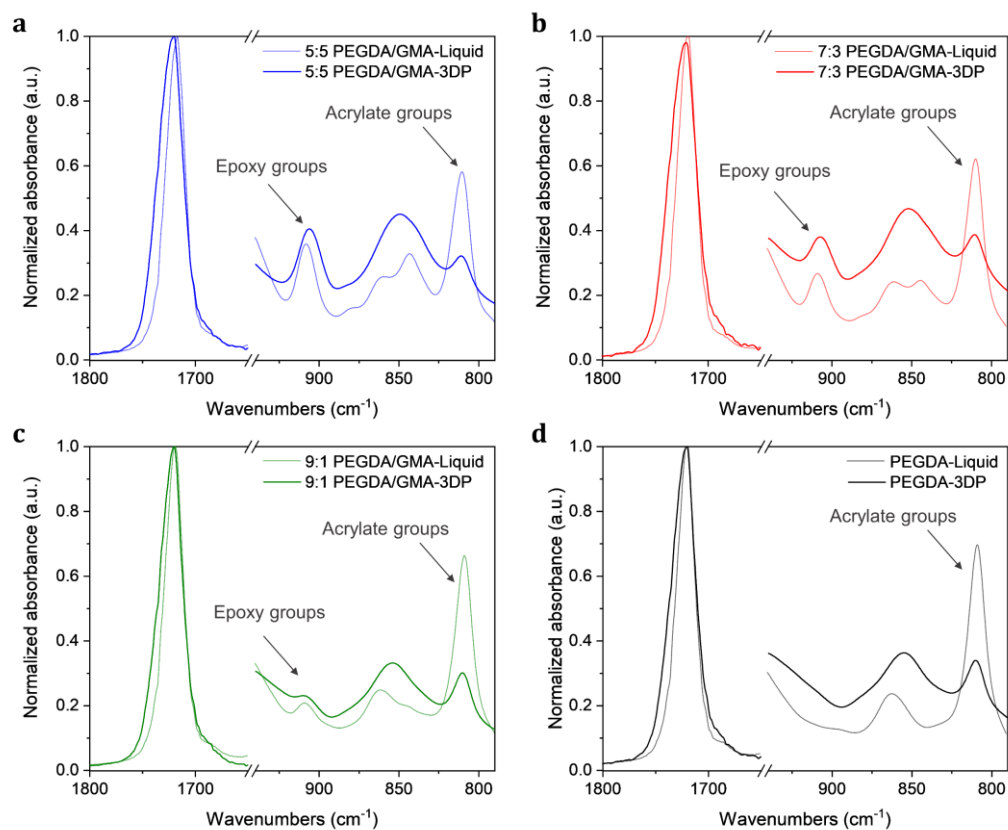 a
5:5 PEGDA/GMA-Liquid
5:5 PEGDA/GMA-3DP
Acrylate groups
Epoxy groups
Normalized absorbance (a.u.)
1.0
0.8
0.6
0.4
0.2
0.0
1800 1700 900 850 800
Wavenumbers (cm⁻¹)
b
7:3 PEGDA/GMA-Liquid
7:3 PEGDA/GMA-3DP
Acrylate groups
Epoxy groups
Normalized absorbance (a.u.)
1.0
0.8
0.6
0.4
0.2
0.0
1800 1700 900 850 800
Wavenumbers (cm⁻¹)
c
9:1 PEGDA/GMA-Liquid
9:1 PEGDA/GMA-3DP
Acrylate groups
Epoxy groups
Normalized absorbance (a.u.)
1.0
0.8
0.6
0.4
0.2
0.0
1800 1700 900 850 800
Wavenumbers (cm⁻¹)
d
PEGDA-Liquid
PEGDA-3DP
Acrylate groups
Normalized absorbance (a.u.)
1.0
0.8
0.6
0.4
0.2
0.0
1800 1700 900 850 800
Wavenumbers (cm⁻¹)